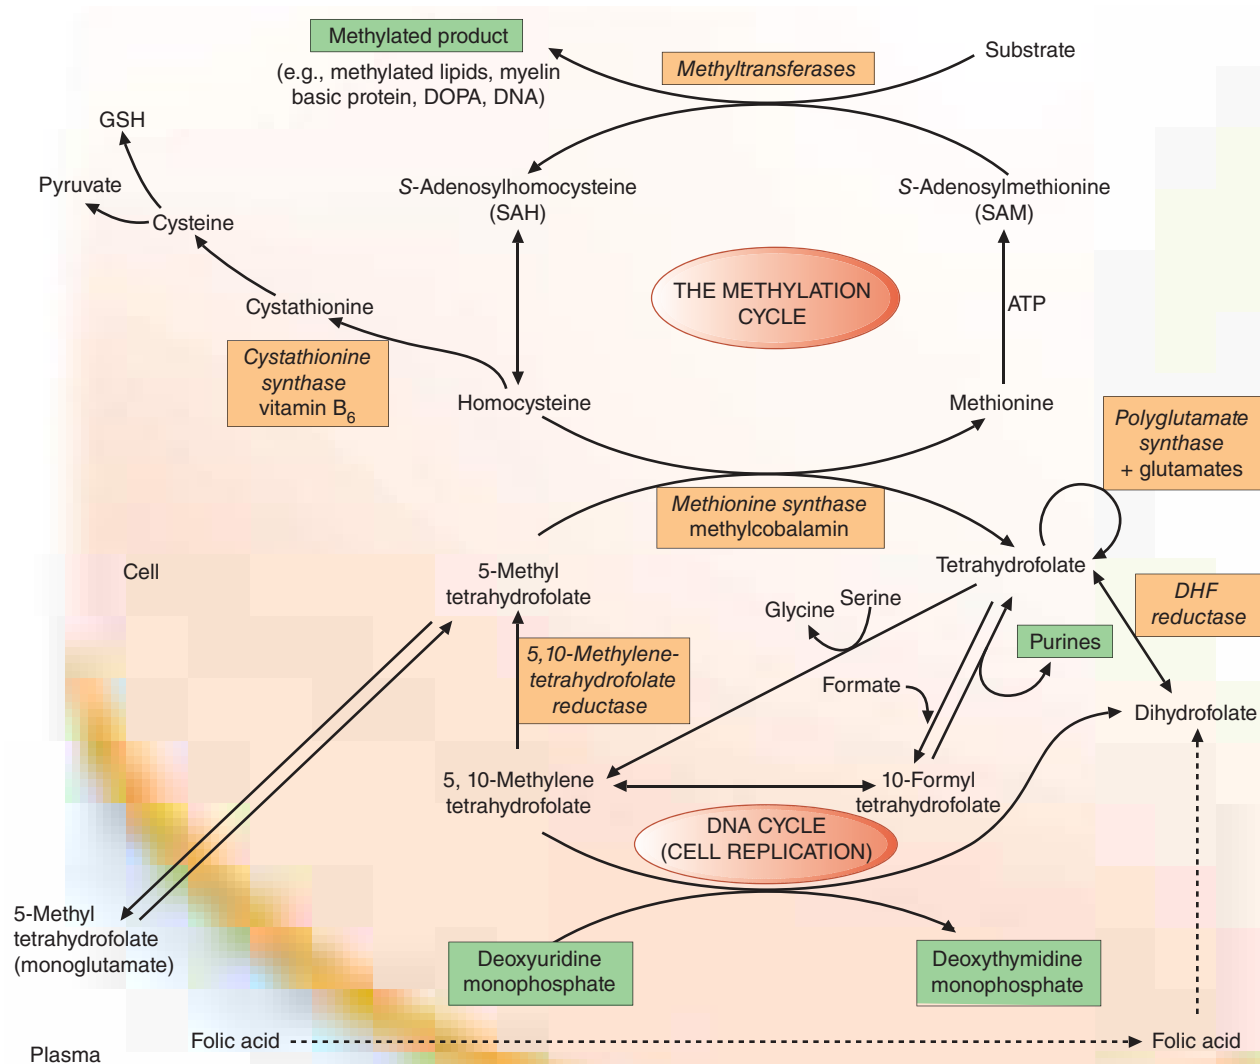 Methylated product
(e.g., methylated lipids, myelin
basic protein, DOPA, DNA)
Methyltransferases
Substrate
GSH
Pyruvate
Cysteine
S-Adenosylhomocysteine
(SAH)
S-Adenosylmethionine
(SAM)
THE METHYLATION
CYCLE
ATP
Cystathionine
Cystathionine
synthase
vitamin B6
Homocysteine
Methionine
Polyglutamate
synthase
+ glutamates
Methionine synthase
methylcobalamin
Cell
5-Methyl
tetrahydrofolate
Tetrahydrofolate
DHF
reductase
Glycine
Serine
Purines
5,10-Methylene-
tetrahydrofolate
reductase
Formate
Dihydrofolate
5, 10-Methylene
tetrahydrofolate
10-Formyl
tetrahydrofolate
DNA CYCLE
(CELL REPLICATION)
5-Methyl
tetrahydrofolate
(monoglutamate)
Deoxyuridine
monophosphate
Deoxythymidine
monophosphate
Folic acid
Folic acid
Plasma